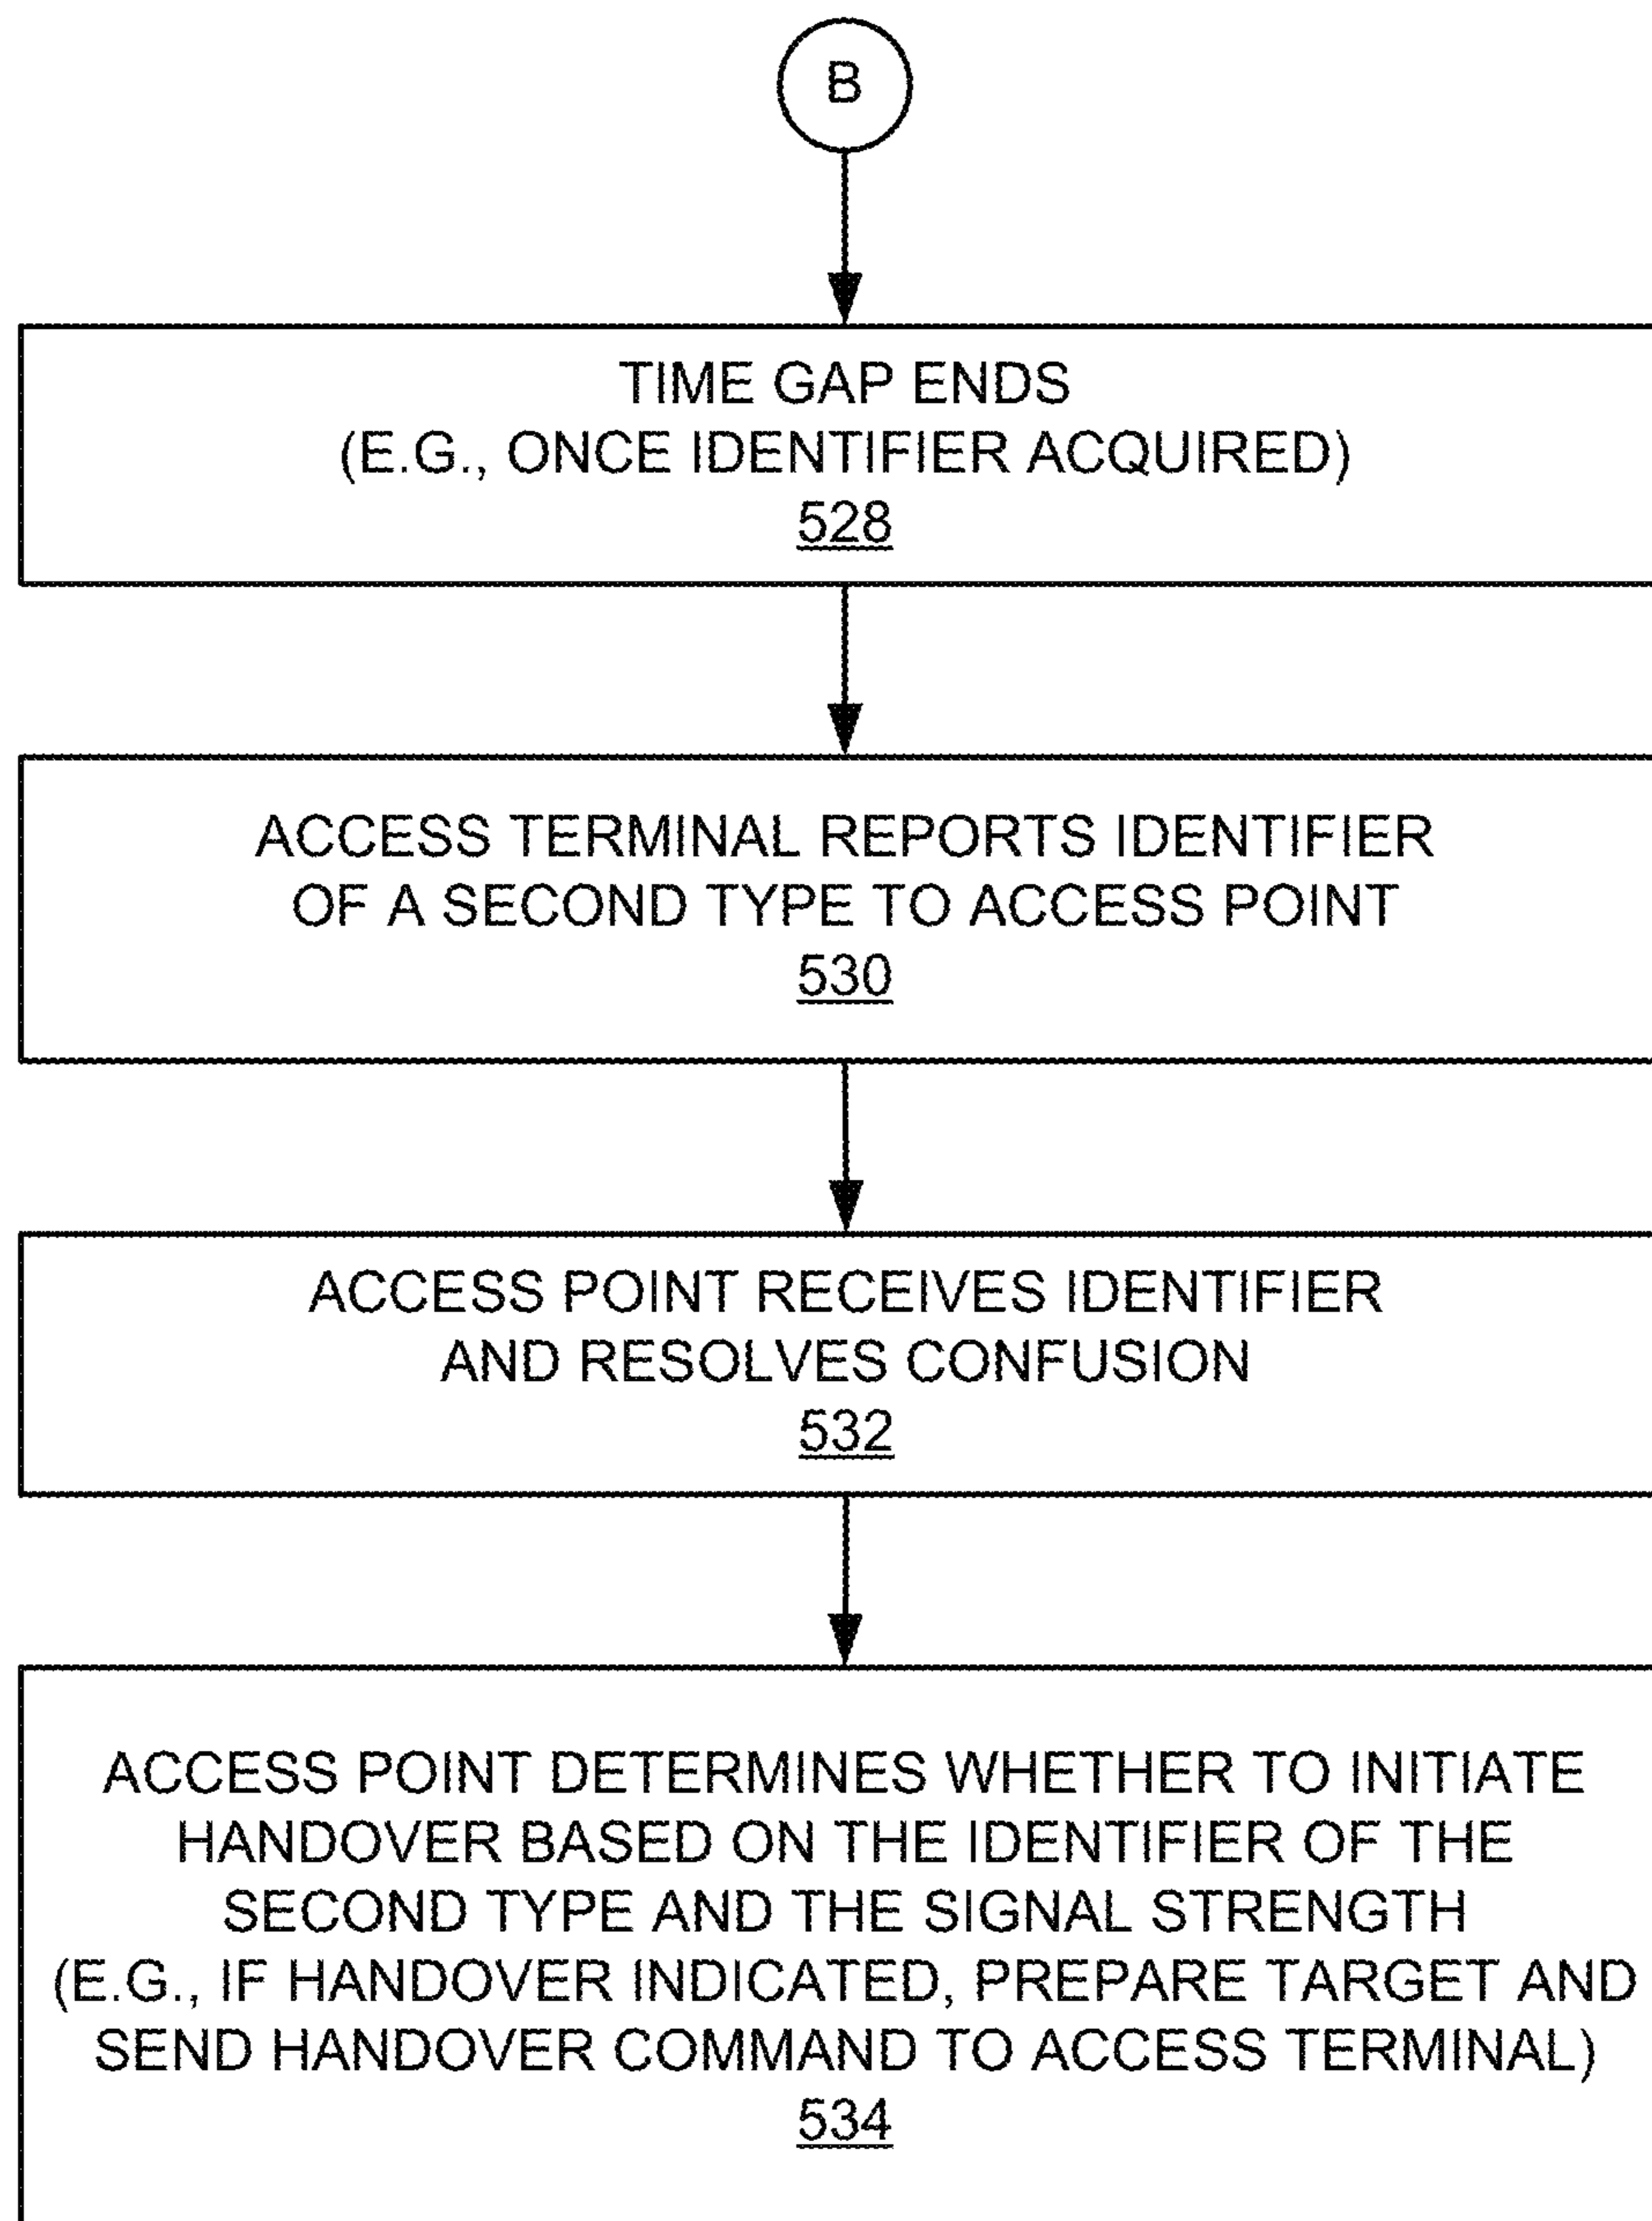 B
TIME GAP ENDS
(E.G., ONCE IDENTIFIER ACQUIRED)
528
ACCESS TERMINAL REPORTS IDENTIFIER
OF A SECOND TYPE TO ACCESS POINT
530
ACCESS POINT RECEIVES IDENTIFIER
AND RESOLVES CONFUSION
532
ACCESS POINT DETERMINES WHETHER TO INITIATE
HANDOVER BASED ON THE IDENTIFIER OF THE
SECOND TYPE AND THE SIGNAL STRENGTH
(E.G., IF HANDOVER INDICATED, PREPARE TARGET AND
SEND HANDOVER COMMAND TO ACCESS TERMINAL)
534